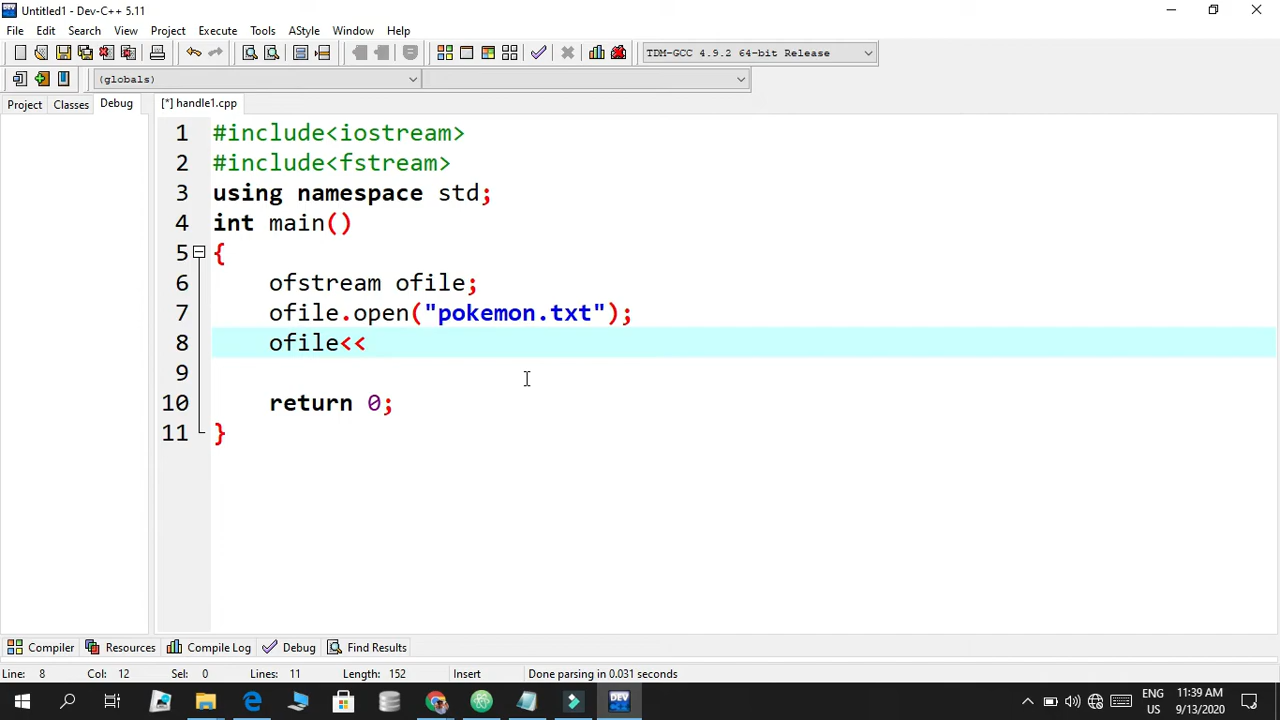 Untitled1 - Dev-C++ 5.11
File Edit Search View Project Execute Tools AStyle Window Help
TDM-GCC 4.9.2 64-bit Release
(globals)
Project Classes Debug [*] handle1.cpp
1 #include<iostream>
2 #include<fstream>
3 using namespace std;
4 int main()
5 {
6 ofstream ofile;
7 ofile.open("pokemon.txt");
8 ofile<<
9
10 return 0;
11 }
Compiler Resources Compile Log Debug Find Results
Line: 8 Col: 12 Sel: 0 Lines: 11 Length: 152 Insert Done parsing in 0.031 seconds
DEV
ENG 11:39 AM
US 9/13/2020